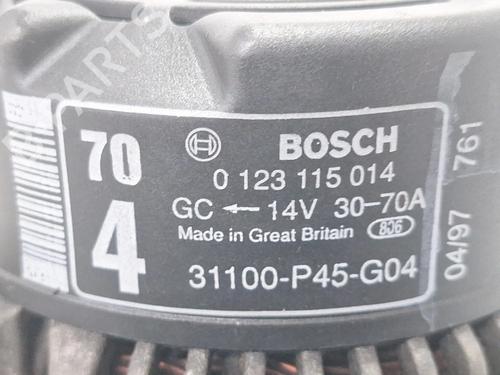 70
4
BOSCH
0 123 115 014
GC ← 14V 30-70A
Made in Great Britain 806
31100-P45-G04
04/97 761